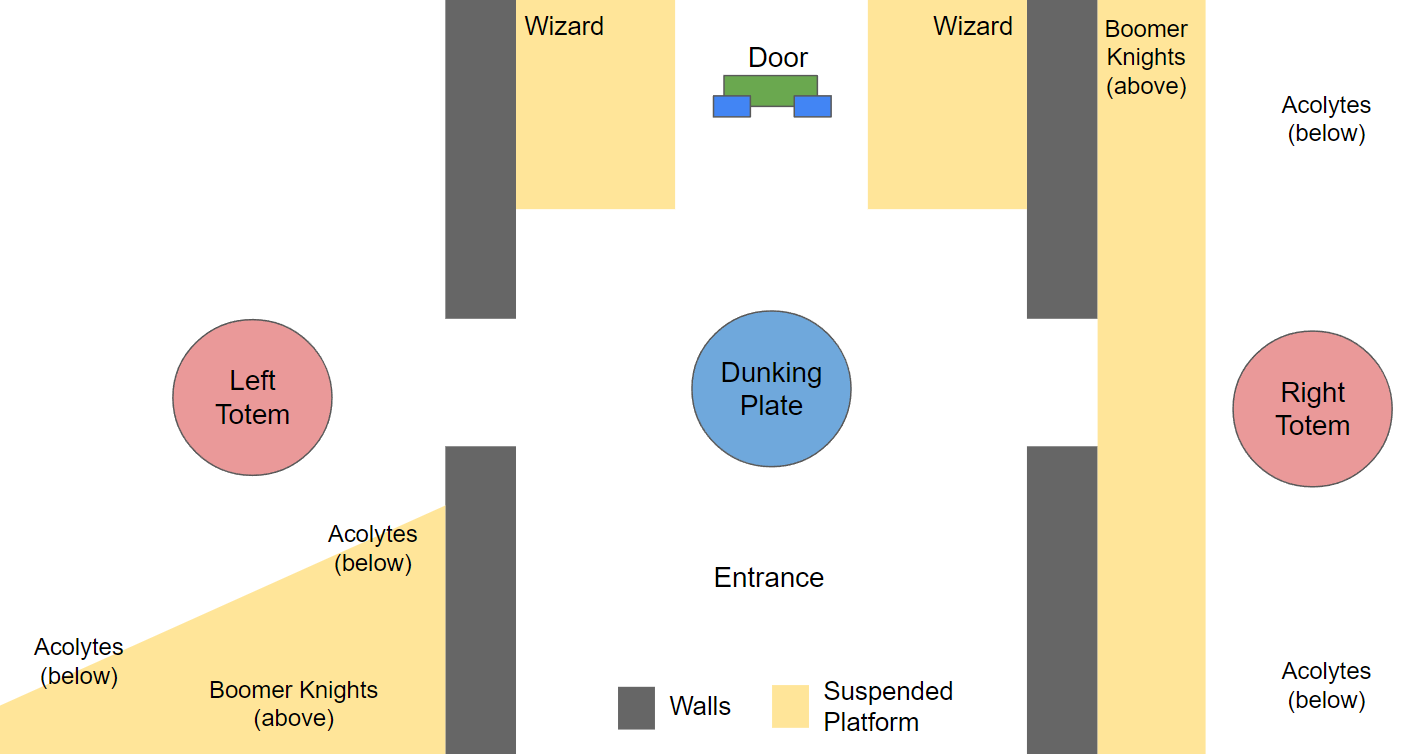 Wizard
Door
Wizard
Boomer
Knights
(above)
Acolytes
(below)
Left
Totem
Dunking
Plate
Right
Totem
Acolytes
(below)
Entrance
Acolytes
(below)
Boomer Knights
(above)
Walls
Suspended
Platform
Acolytes
(below)